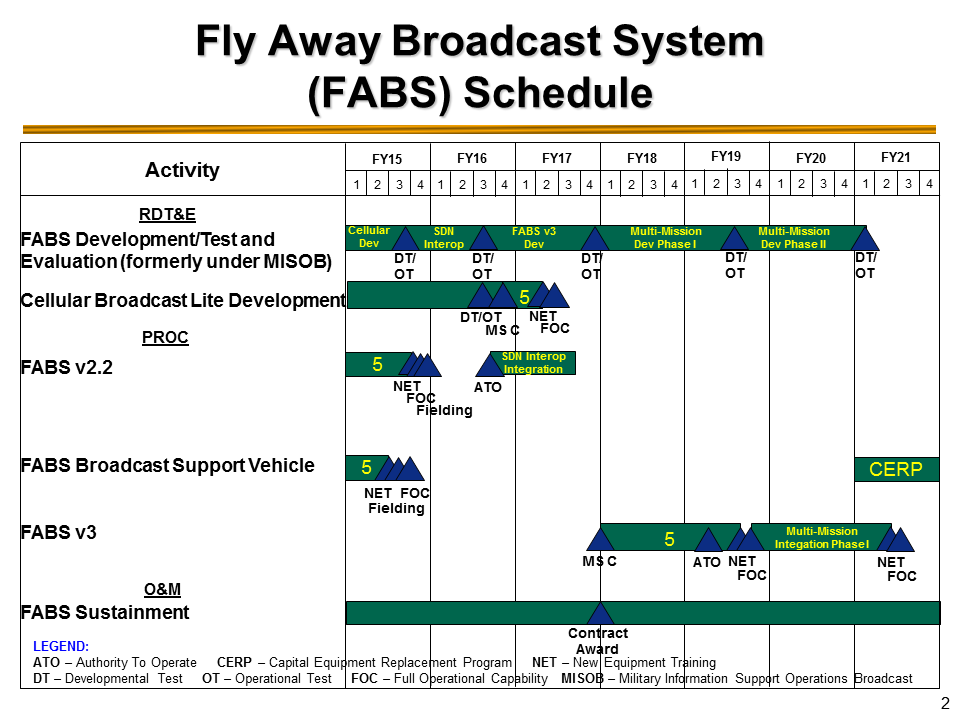 Fly Away Broadcast System
(FABS) Schedule
Activity
FY15 FY16 FY17 FY18 FY19 FY20 FY21
1 2 3 4 1 2 3 4 1 2 3 4 1 2 3 4 1 2 3 4 1 2 3 4 1 2 3 4
RDT&E
FABS Development/Test and
Evaluation (formerly under MISOB)
Cellular
Dev
SDN
Interop
FABS v3
Dev
Multi-Mission
Dev Phase I
Multi-Mission
Dev Phase II
DT/
OT
DT/
OT
DT/
OT
DT/
OT
DT/
OT
Cellular Broadcast Lite Development
5
DT/OT
MS C
NET
FOC
PROC
FABS v2.2
5
NET
FOC
Fielding
ATO
SDN Interop
Integration
FABS Broadcast Support Vehicle
5
NET FOC
Fielding
CERP
FABS v3
MS C
5
ATO
NET
FOC
Multi-Mission
Integation Phase I
NET
FOC
O&M
FABS Sustainment
Contract
Award
LEGEND:
ATO – Authority To Operate CERP – Capital Equipment Replacement Program NET – New Equipment Training
DT – Developmental Test OT – Operational Test FOC – Full Operational Capability MISOB – Military Information Support Operations Broadcast
2